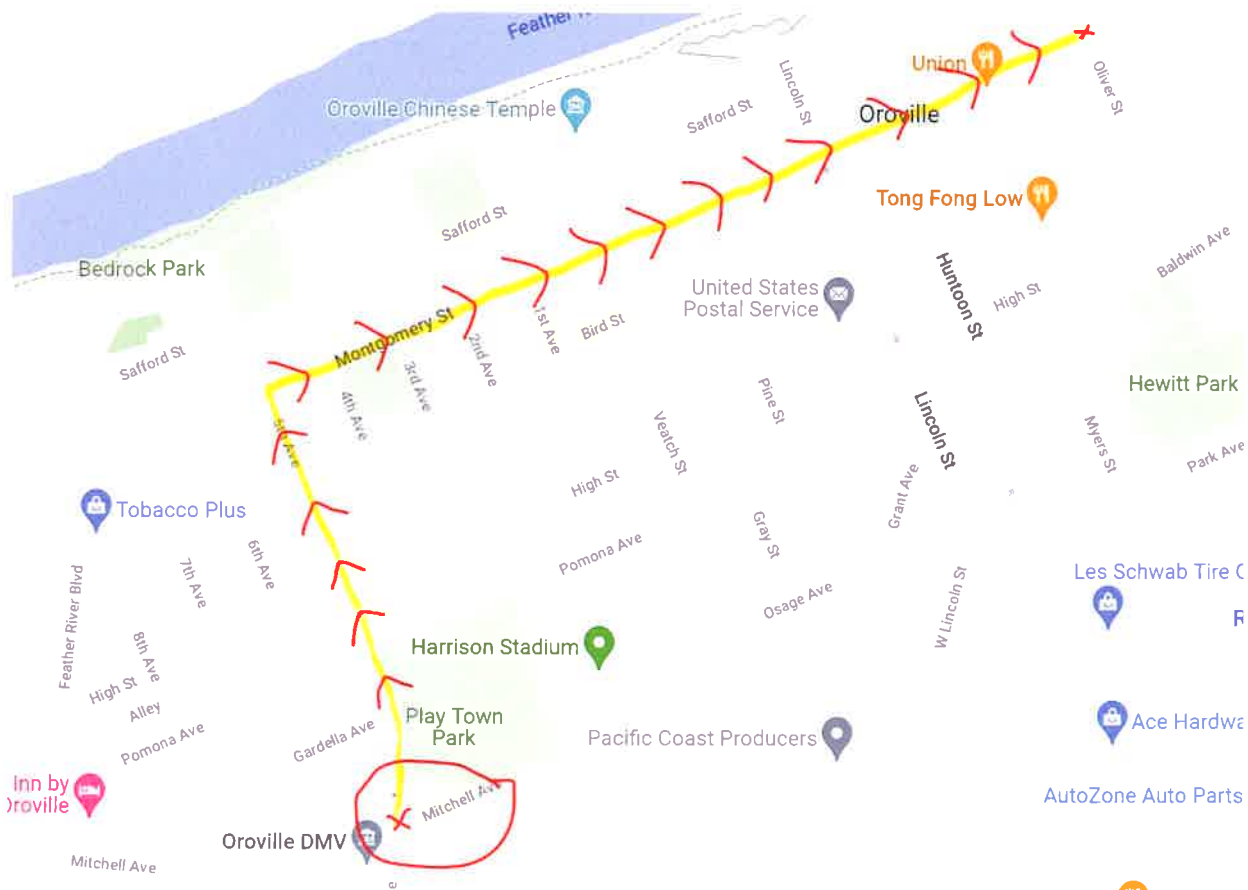 Feather
Union
Oliver St
Lincoln St
Oroville Chinese Temple
Safford St
Oroville
Tong Fong Low
Safford St
Baldwin Ave
Bedrock Park
Huntoon St
United States
Postal Service
High St
Montgomery St
1st Ave
Bird St
2nd Ave
Safford St
3rd Ave
Hewitt Park
4th Ave
Pine St
Lincoln St
5th Ave
Veatch St
Myers St
Park Ave
High St
Grant Ave
Tobacco Plus
Gray St
Pomona Ave
6th Ave
7th Ave
Les Schwab Tire
Osage Ave
Feather River Blvd
W Lincoln St
R
Harrison Stadium
8th Ave
High St
Alley
Play Town
Park
Ace Hardwa
Pomona Ave
Gardella Ave
Pacific Coast Producers
Inn by
Oroville
Mitchell Av
AutoZone Auto Parts
Oroville DMV
Mitchell Ave
e